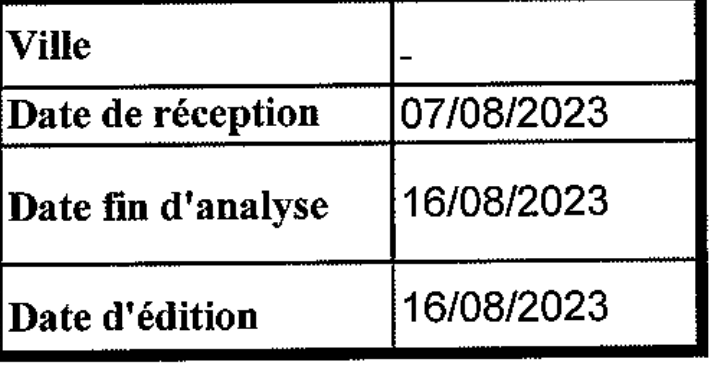 Ville -
Date de réception 07/08/2023
Date fin d'analyse 16/08/2023
Date d'édition 16/08/2023